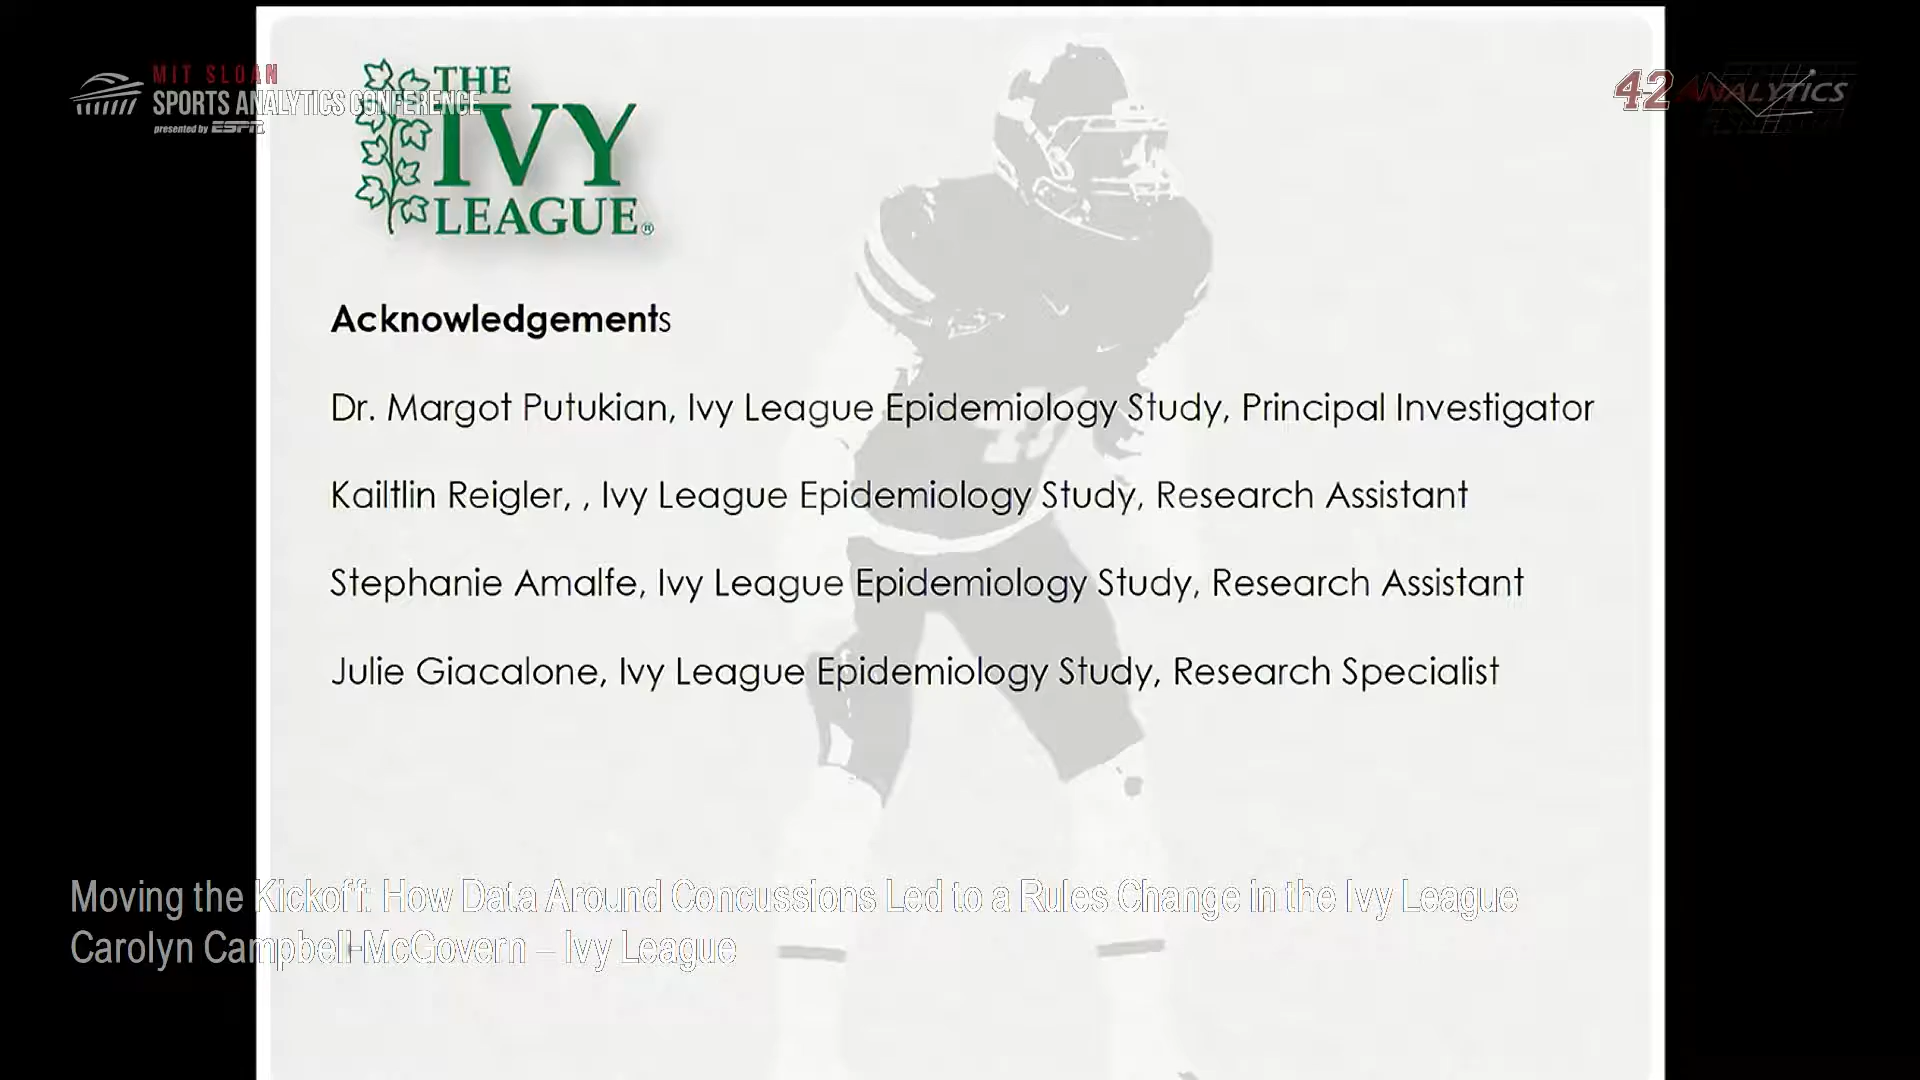 MIT SLOAN
SPORTS ANALYTICS CONFERENCE
presented by ESPN
42 ANALYTICS
THE
IVY
LEAGUE®
Acknowledgements
Dr. Margot Putukian, Ivy League Epidemiology Study, Principal Investigator
Kailtlin Reigler, , Ivy League Epidemiology Study, Research Assistant
Stephanie Amalfe, Ivy League Epidemiology Study, Research Assistant
Julie Giacalone, Ivy League Epidemiology Study, Research Specialist
Moving the Kickoff: How Data Around Concussions Led to a Rules Change in the Ivy League
Carolyn Campbell-McGovern – Ivy League